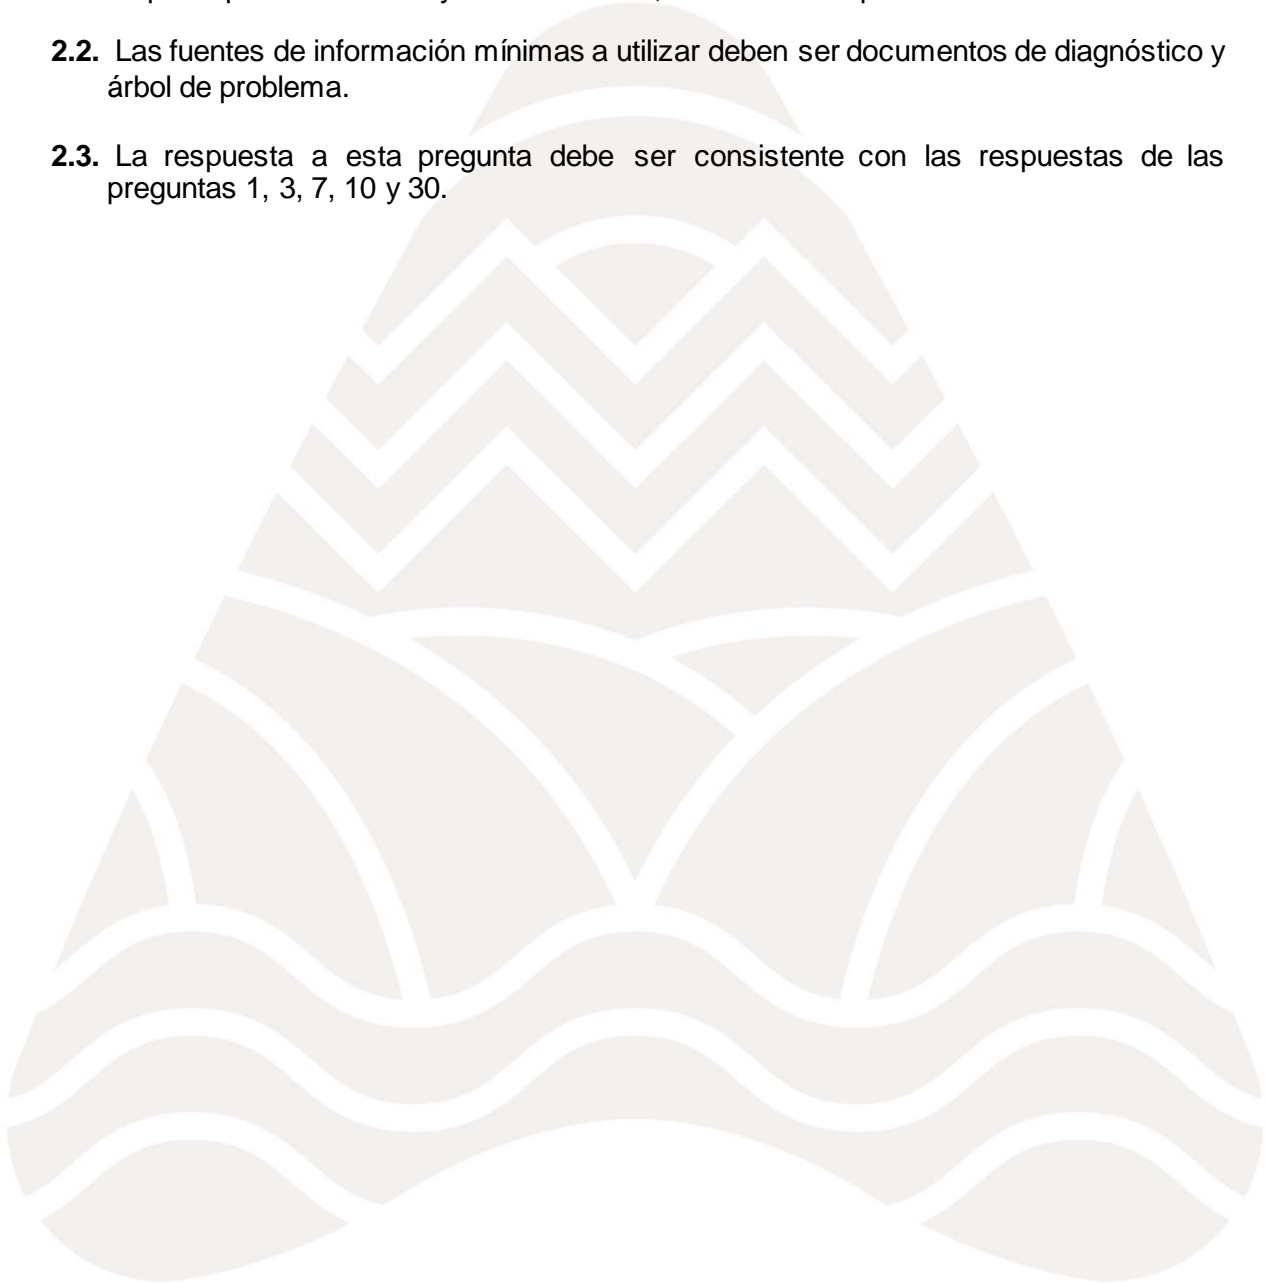 2.2. Las fuentes de información mínimas a utilizar deben ser documentos de diagnóstico y
árbol de problema.
2.3. La respuesta a esta pregunta debe ser consistente con las respuestas de las
preguntas 1, 3, 7, 10 y 30.